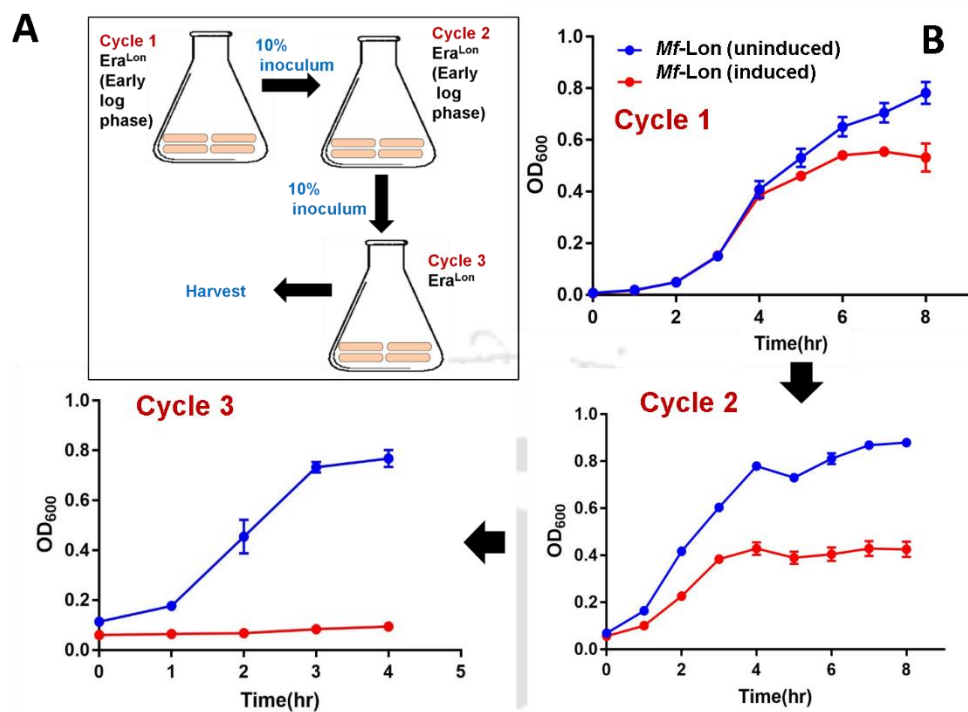 A
Cycle 1
Era^Lon
(Early
log
phase)
10%
inoculum
Cycle 2
Era^Lon
(Early
log
phase)
10%
inoculum
Cycle 3
Era^Lon
Harvest
B
Mf-Lon (uninduced)
Mf-Lon (induced)
Cycle 1
OD600
1.0
0.8
0.6
0.4
0.2
0.0
0 2 4 6 8
Time(hr)
Cycle 3
OD600
1.0
0.8
0.6
0.4
0.2
0.0
0 1 2 3 4 5
Time(hr)
Cycle 2
OD600
1.0
0.8
0.6
0.4
0.2
0.0
0 2 4 6 8
Time(hr)